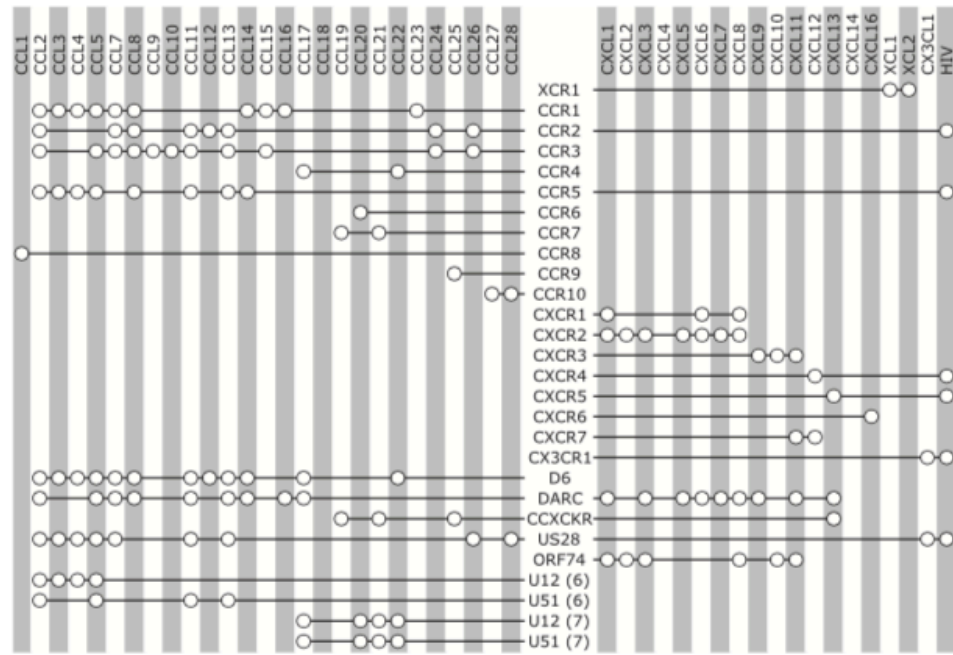 CCL1
CCL2
CCL3
CCL4
CCL5
CCL7
CCL8
CCL9
CCL10
CCL11
CCL12
CCL13
CCL14
CCL15
CCL16
CCL17
CCL18
CCL19
CCL20
CCL21
CCL22
CCL23
CCL24
CCL25
CCL26
CCL27
CCL28
CXCL1
CXCL2
CXCL3
CXCL4
CXCL5
CXCL6
CXCL7
CXCL8
CXCL9
CXCL10
CXCL11
CXCL12
CXCL13
CXCL14
CXCL16
XCL1
XCL2
CX3CL1
HIV
XCR1
CCR1
CCR2
CCR3
CCR4
CCR5
CCR6
CCR7
CCR8
CCR9
CCR10
CXCR1
CXCR2
CXCR3
CXCR4
CXCR5
CXCR6
CXCR7
CX3CR1
D6
DARC
CCXCKR
US28
ORF74
U12 (6)
U51 (6)
U12 (7)
U51 (7)